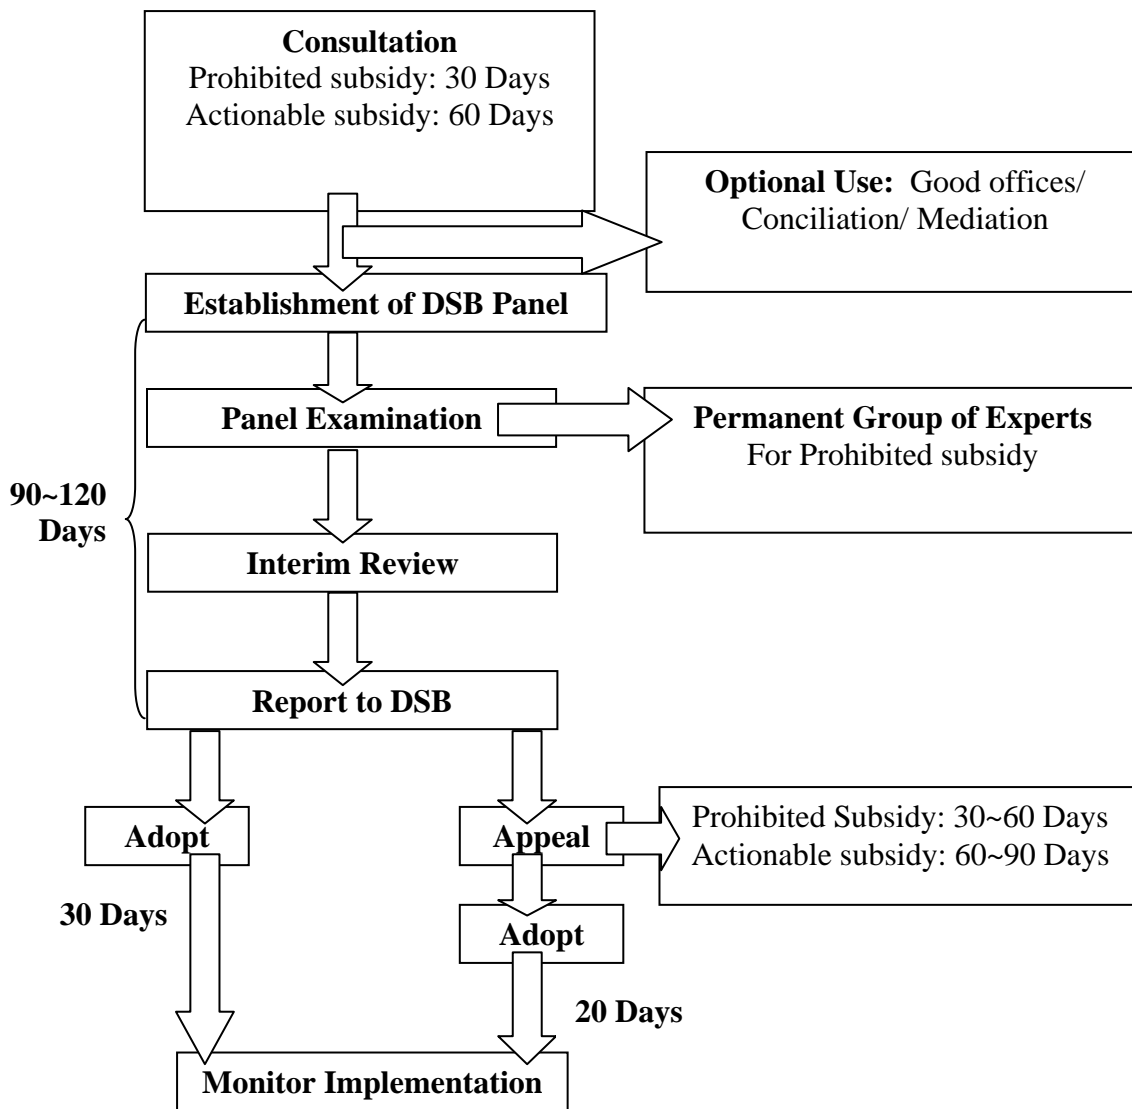 Consultation
Prohibited subsidy: 30 Days
Actionable subsidy: 60 Days
Optional Use:  Good offices/
Conciliation/ Mediation
Establishment of DSB Panel
Panel Examination
Permanent Group of Experts
For Prohibited subsidy
90~120
Days
Interim Review
Report to DSB
Adopt
Appeal
Prohibited Subsidy: 30~60 Days
Actionable subsidy: 60~90 Days
30 Days
Adopt
20 Days
Monitor Implementation